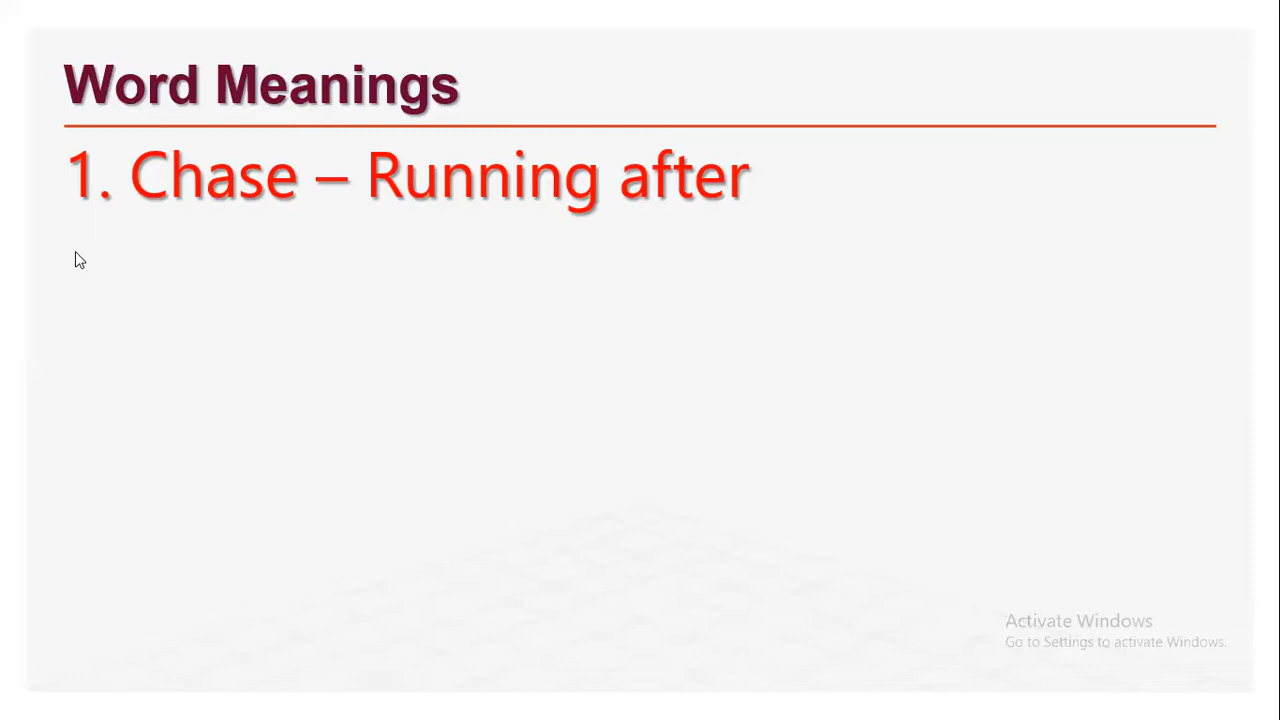 Word Meanings
1. Chase – Running after
Activate Windows
Go to Settings to activate Windows.